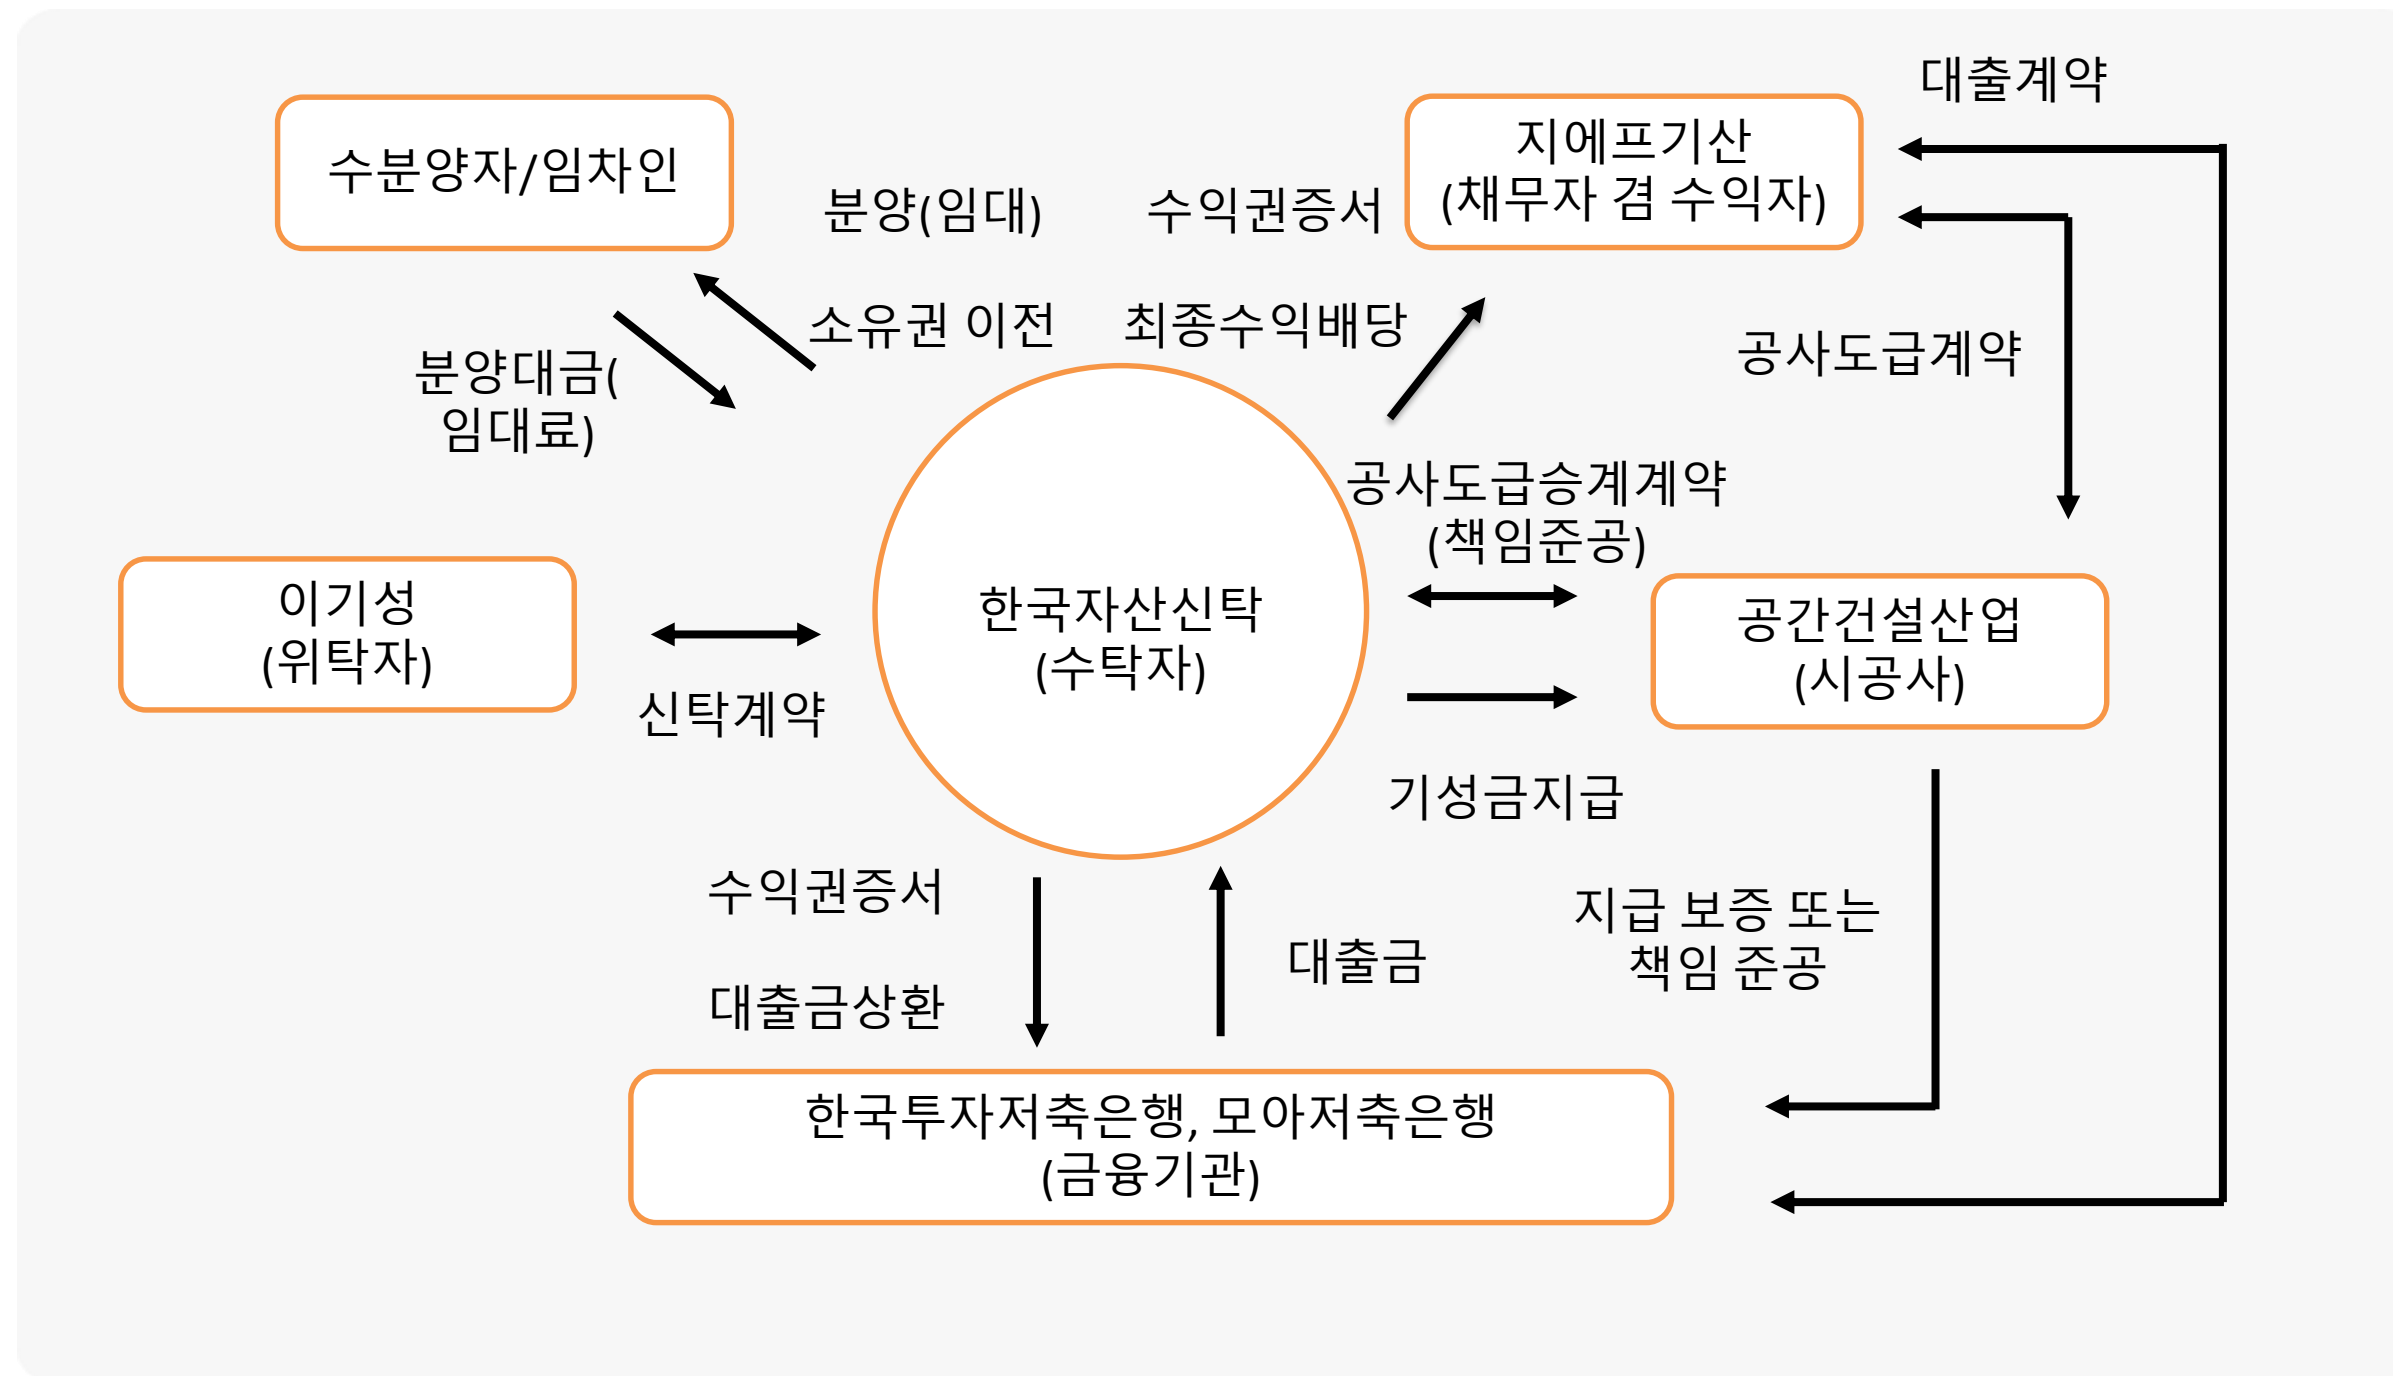 대출계약
수분양자/임차인
지에프기산
(채무자 겸 수익자)
분양(임대)
수익권증서
소유권 이전
최종수익배당
분양대금(
임대료)
공사도급계약
공사도급승계계약
(책임준공)
이기성
(위탁자)
신탁계약
한국자산신탁
(수탁자)
공간건설산업
(시공사)
기성금지급
수익권증서
대출금상환
대출금
지급 보증 또는
책임 준공
한국투자저축은행, 모아저축은행
(금융기관)